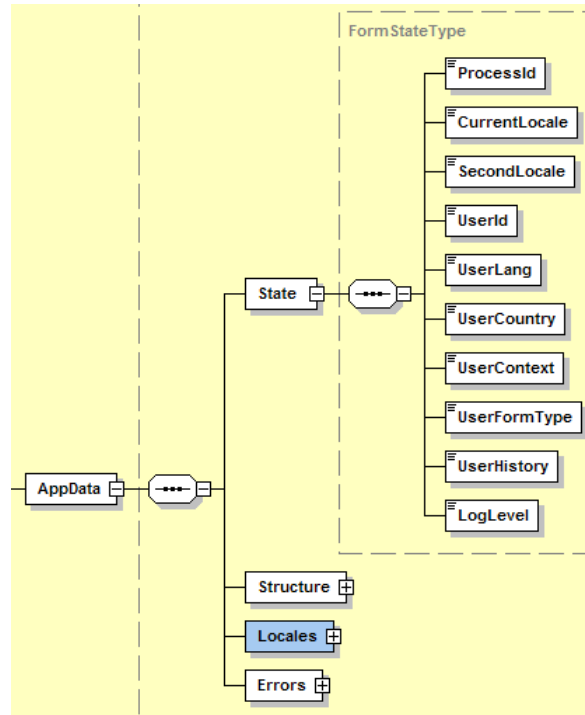 FormStateType
ProcessId
CurrentLocale
SecondLocale
UserId
UserLang
State
UserCountry
UserContext
UserFormType
UserHistory
AppData
LogLevel
Structure
Locales
Errors